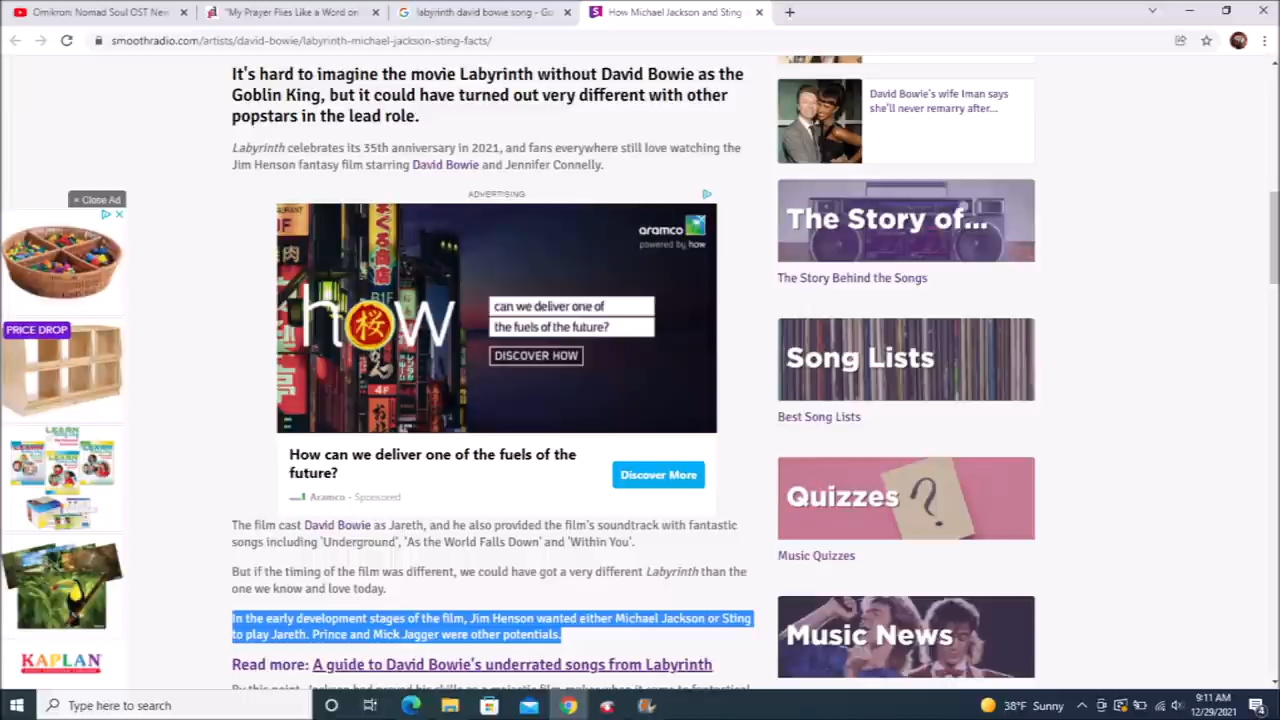 Omikron: Nomad Soul OST New
"My Prayer Flies Like a Word on
labyrinth david bowie song - Go
How Michael Jackson and Sting
smoothradio.com/artists/david-bowie/labyrinth-michael-jackson-sting-facts/
It's hard to imagine the movie Labyrinth without David Bowie as the
Goblin King, but it could have turned out very different with other
popstars in the lead role.
Labyrinth celebrates its 35th anniversary in 2021, and fans everywhere still love watching the
Jim Henson fantasy film starring David Bowie and Jennifer Connelly.
David Bowie's wife Iman says
she'll never remarry after...
× Close Ad
ADVERTISING
aramco
powered by how
肉
B1F
how
桜
4F
can we deliver one of
the fuels of the future?
DISCOVER HOW
PRICE DROP
The Story of...
The Story Behind the Songs
Song Lists
Best Song Lists
How can we deliver one of the fuels of the
future?
Discover More
Aramco - Sponsored
Quizzes
Music Quizzes
The film cast David Bowie as Jareth, and he also provided the film's soundtrack with fantastic
songs including 'Underground', 'As the World Falls Down' and 'Within You'.
But if the timing of the film was different, we could have got a very different Labyrinth than the
one we know and love today.
In the early development stages of the film, Jim Henson wanted either Michael Jackson or Sting
to play Jareth. Prince and Mick Jagger were other potentials.
Read more: A guide to David Bowie's underrated songs from Labyrinth
Music News
KAPLAN
Type here to search
38°F Sunny
9:11 AM
12/29/2021
4